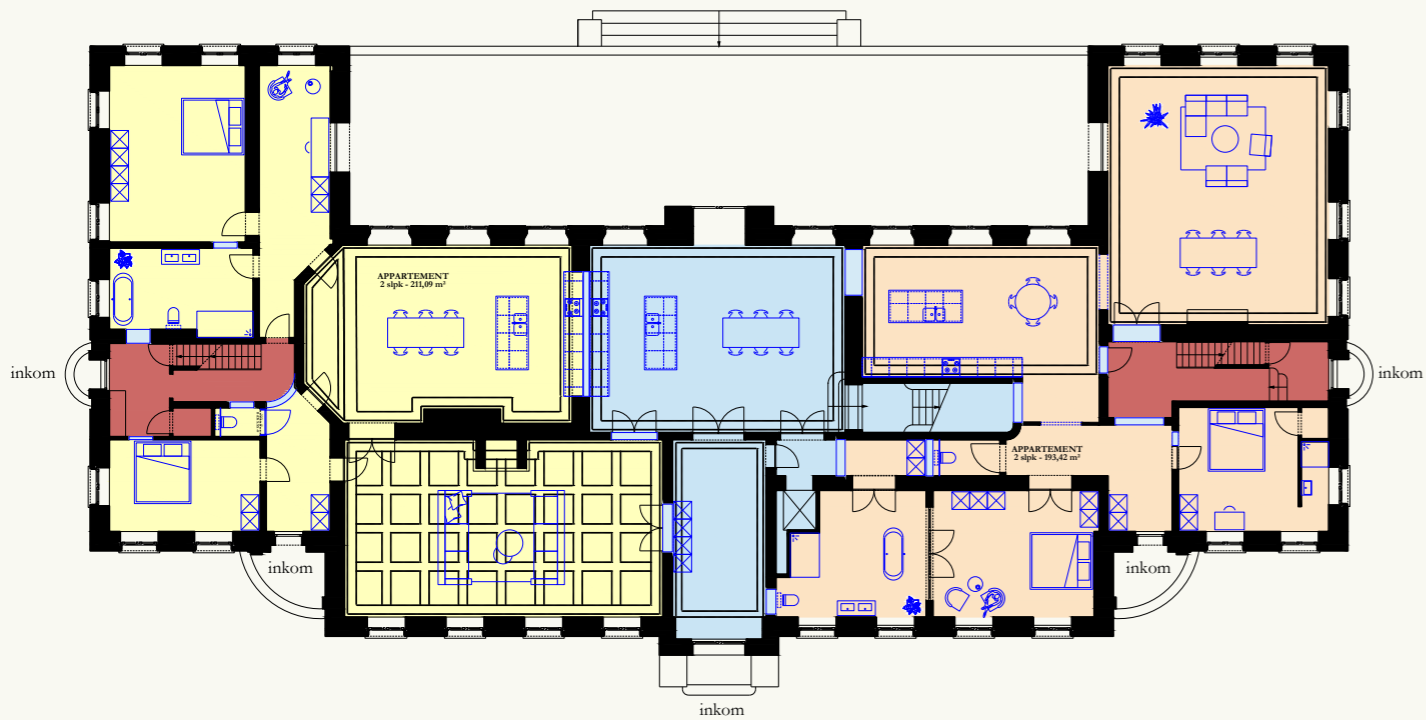 APPARTEMENT
2 slpk - 211,09 m²
inkom
inkom
APPARTEMENT
2 slpk - 193,42 m²
inkom
inkom
inkom